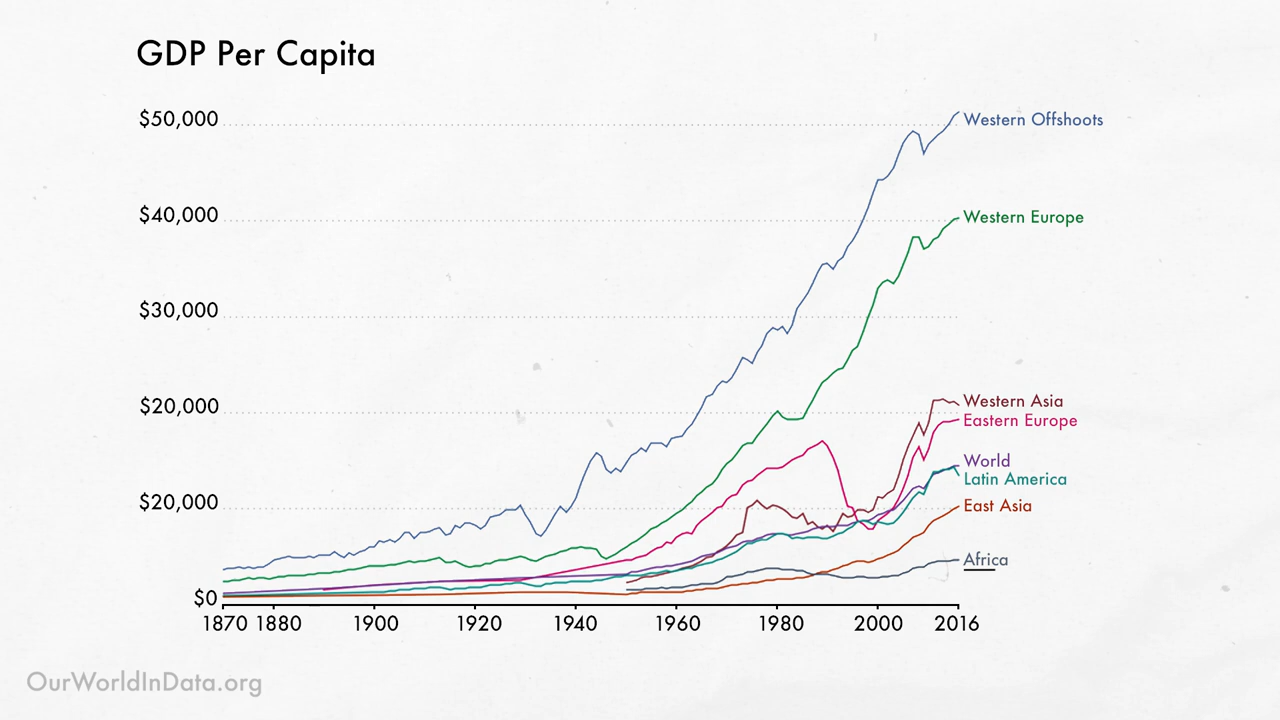 GDP Per Capita
$50,000
Western Offshoots
$40,000
Western Europe
$30,000
$20,000
Western Asia
Eastern Europe
World
Latin America
$20,000
East Asia
Africa
$0
1870 1880 1900 1920 1940 1960 1980 2000 2016
OurWorldInData.org